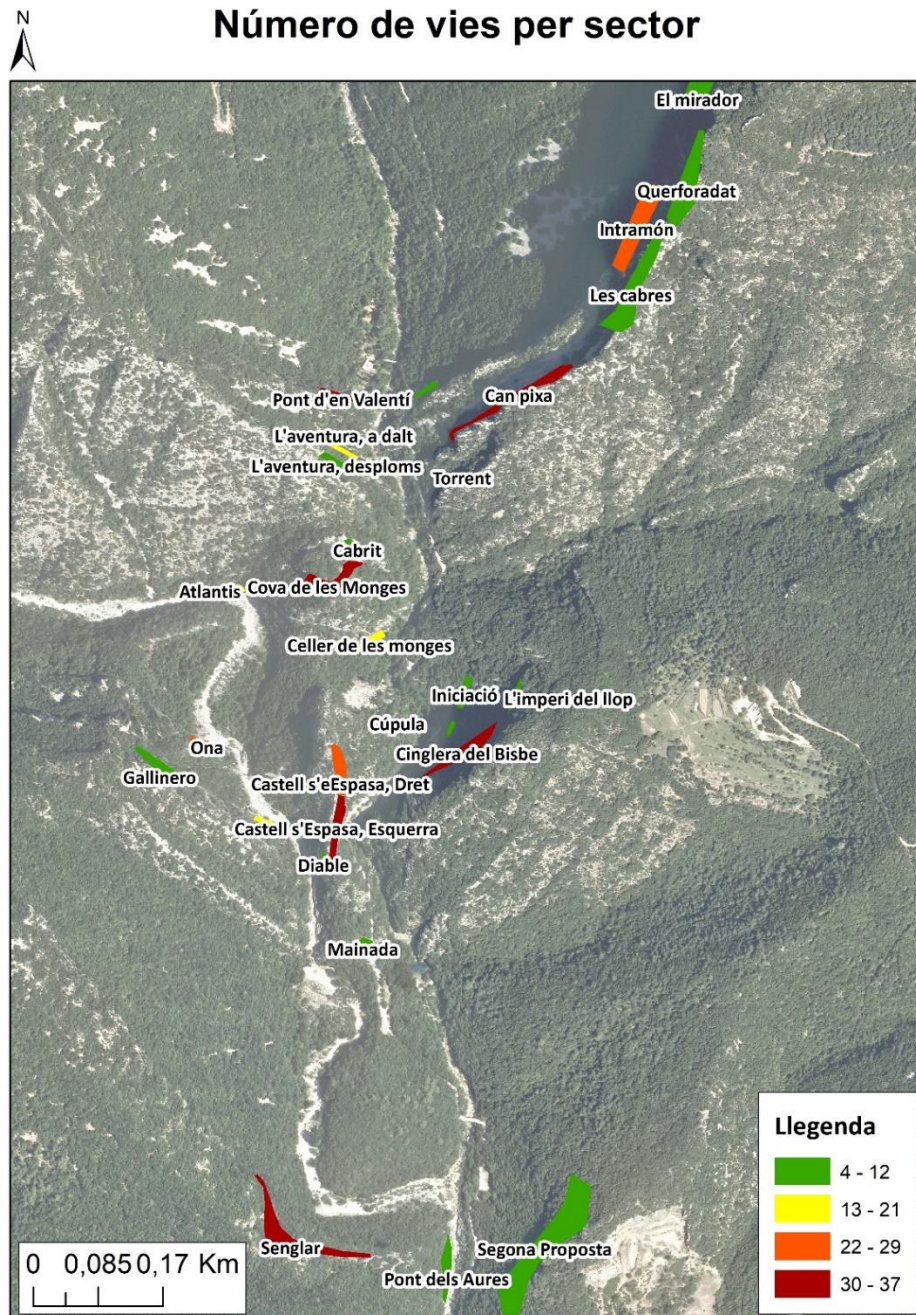 Número de vies per sector
N
El mirador
Querforadat
Intramón
Les cabres
Pont d'en Valentí
Can pixa
L'aventura, a dalt
L'aventura, desploms
Torrent
Cabrit
Atlantis
Cova de les Monges
Celler de les monges
Iniciació
L'imperi del llop
Cúpula
Ona
Cinglera del Bisbe
Gallinero
Castell s'eEspasa, Dret
Castell s'Espasa, Esquerra
Diable
Mainada
Senglar
Segona Proposta
Pont dels Aures
0 0,085 0,17 Km
Llegenda
4 - 12
13 - 21
22 - 29
30 - 37